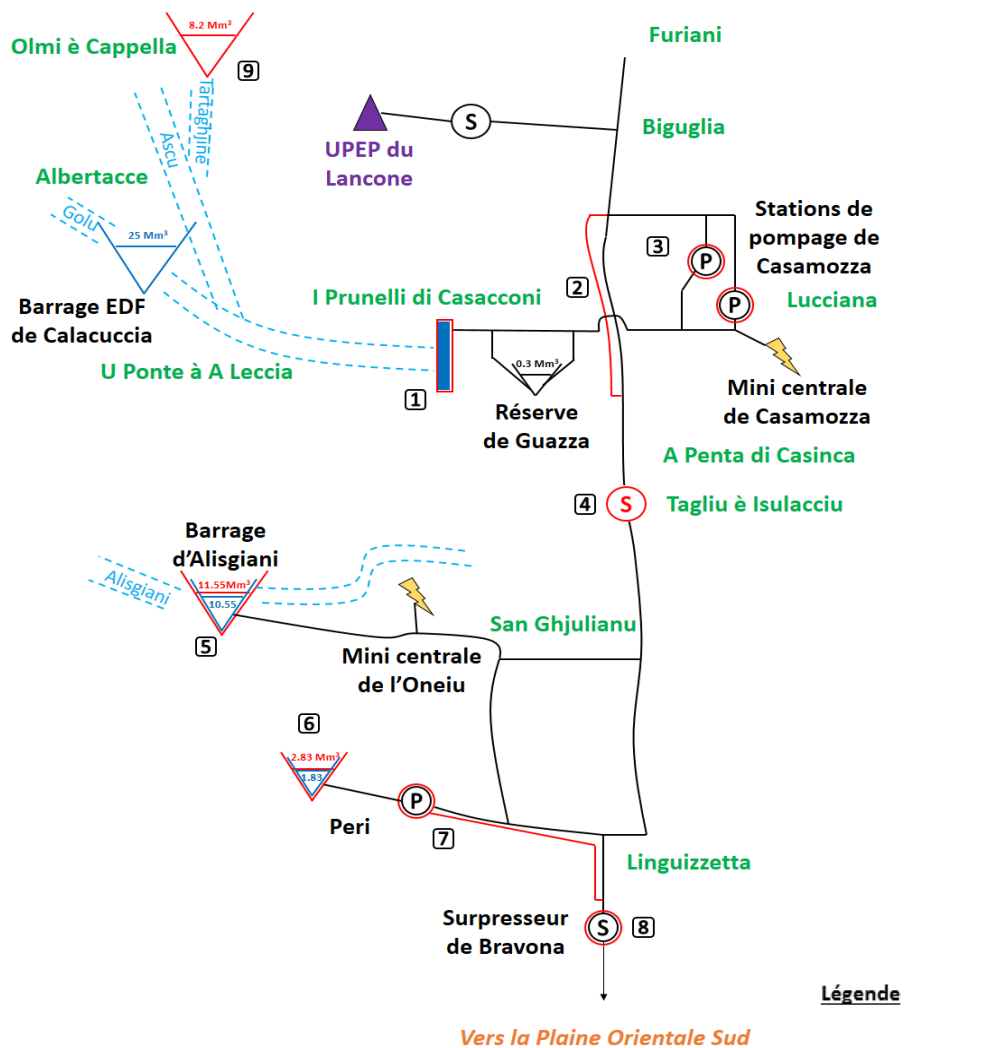 8.2 Mm³
Olmi è Cappella
9
Tartaghjine
Ascu
Furiani
S
Biguglia
UPEP du
Lancone
Albertacce
Golu
25 Mm³
Barrage EDF
de Calacuccia
Stations de
pompage de
Casamozza
3
P
P
Lucciana
2
I Prunelli di Casacconi
U Ponte à A Leccia
1
0.3 Mm³
Réserve
de Guazza
Mini centrale
de Casamozza
A Penta di Casinca
4
S
Tagliu è Isulacciu
Barrage
d'Alisgiani
Alisgiani
11.55Mm³
10.55
5
San Ghjulianu
Mini centrale
de l'Oneiu
6
2.83 Mm³
1.83
P
Peri
7
Linguizzetta
Surpresseur
de Bravona
S
8
Légende
Vers la Plaine Orientale Sud